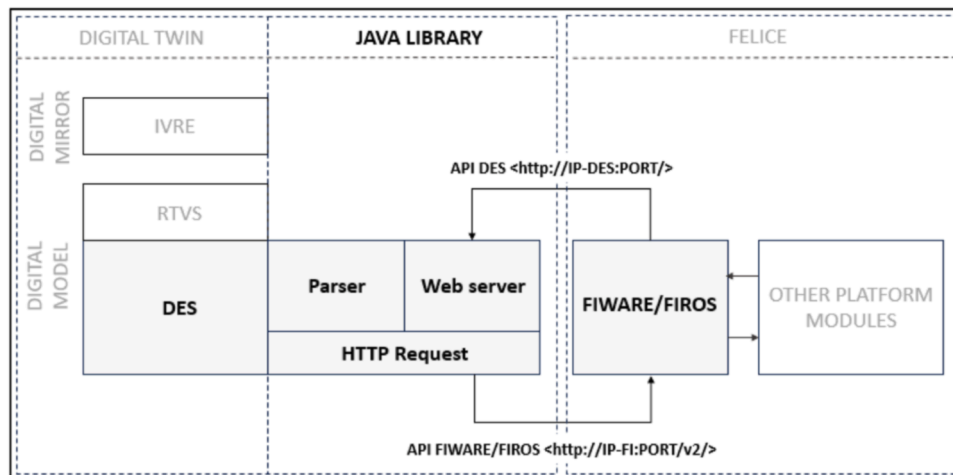 DIGITAL TWIN
JAVA LIBRARY
FELICE
DIGITAL
MIRROR
IVRE
API DES <http://IP-DES:PORT/>
RTVS
DIGITAL
MODEL
DES
Parser
Web server
HTTP Request
FIWARE/FIROS
OTHER PLATFORM
MODULES
API FIWARE/FIROS <http://IP-FI:PORT/v2/>